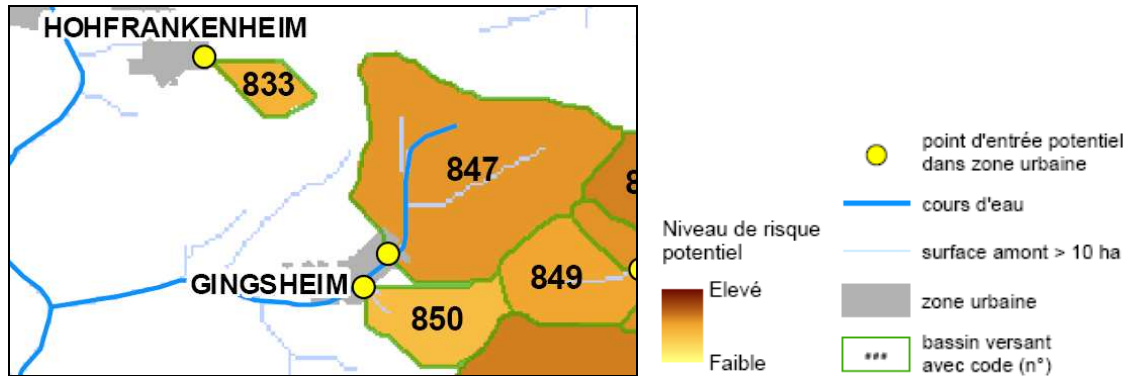 HOHFRANKENHEIM
833
847
8
GINGSHEIM
849
850
Niveau de risque
potentiel
Elevé
Faible
point d'entrée potentiel
dans zone urbaine
cours d'eau
surface amont > 10 ha
zone urbaine
###
bassin versant
avec code (n°)